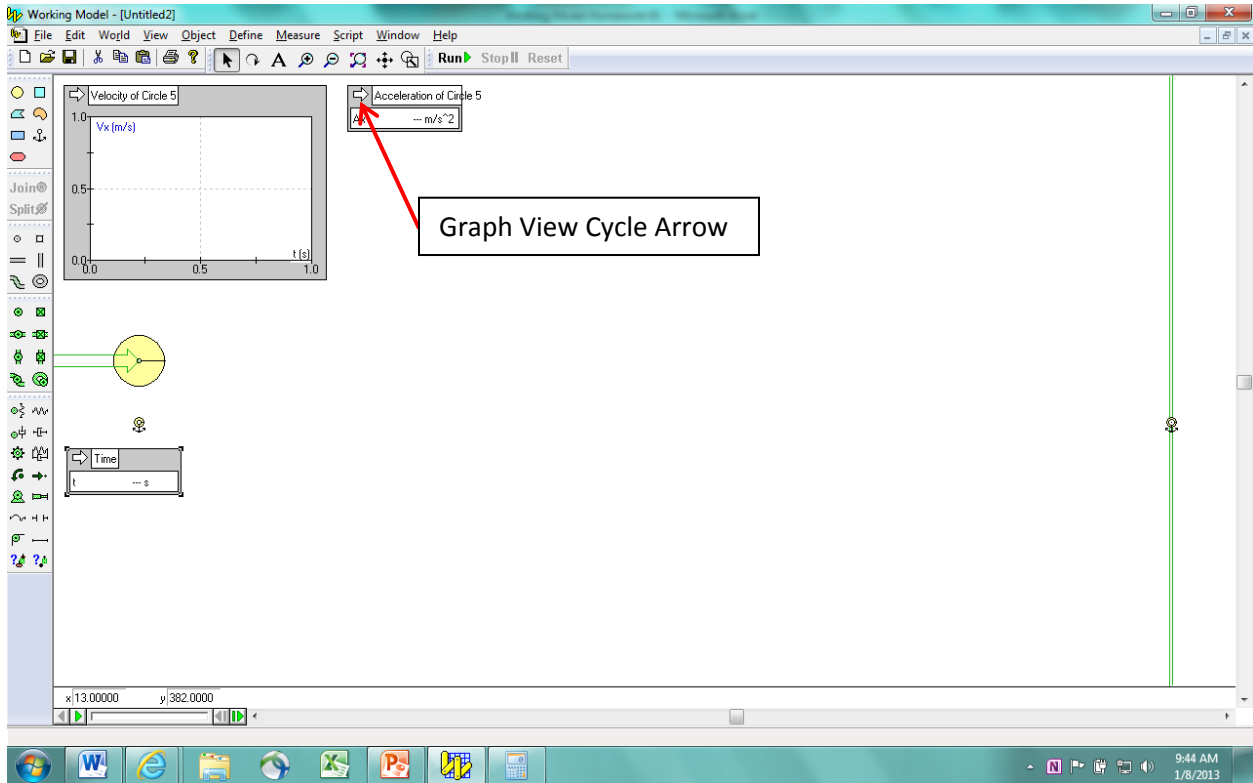 Working Model - [Untitled2]
File Edit World View Object Define Measure Script Window Help
A Run Stop Reset
Join
Split
Velocity of Circle 5
Vx (m/s)
1.0
0.5
0.0
0.0 0.5 1.0
t (s)
Acceleration of Circle 5
--- m/s^2
Graph View Cycle Arrow
Time
t --- s
x 13.00000 y 382.0000
9:44 AM
1/8/2013